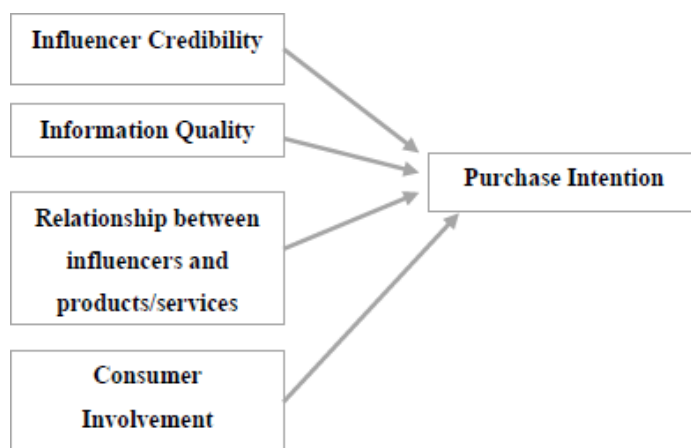 Influencer Credibility
Information Quality
Relationship between
influencers and
products/services
Consumer
Involvement
Purchase Intention